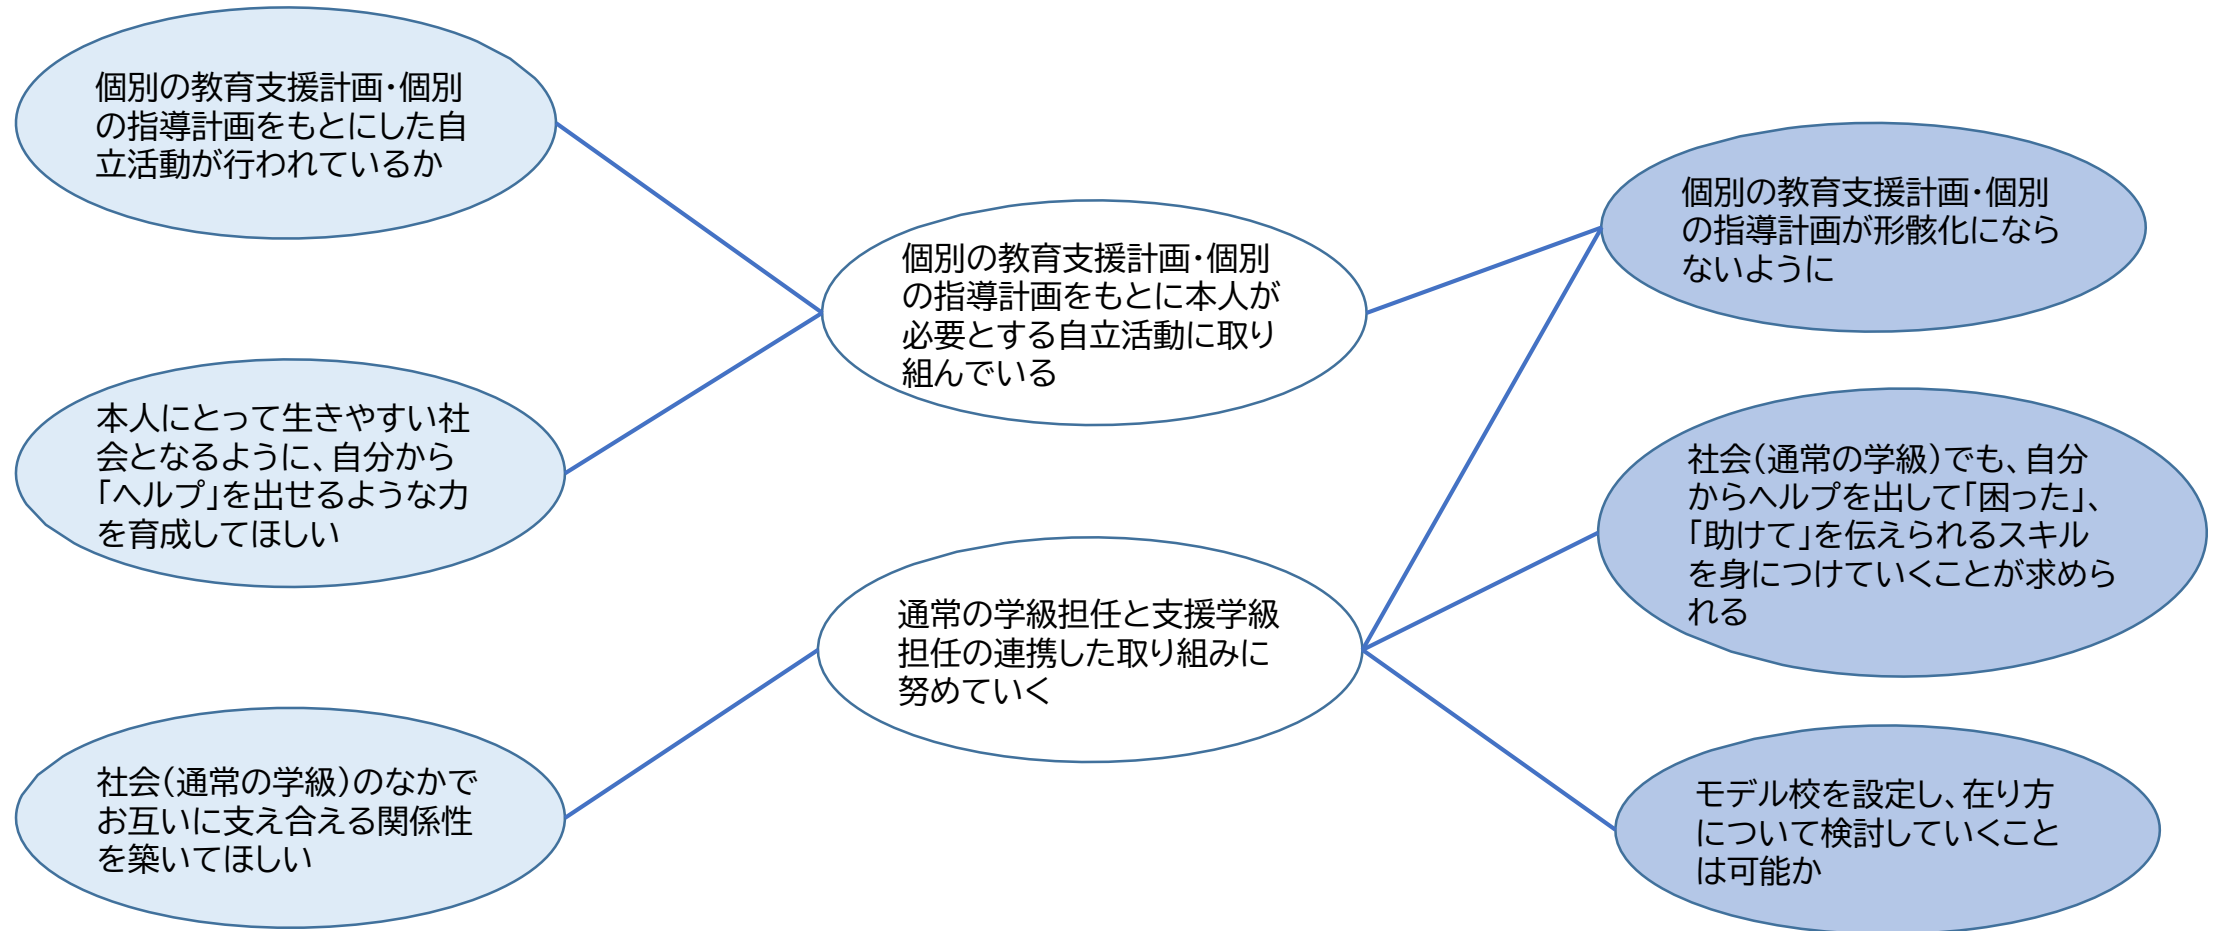 個別の教育支援計画・個別
の指導計画をもとにした自
立活動が行われているか
本人にとって生きやすい社
会となるように、自分から
「ヘルプ」を出せるような力
を育成してほしい
社会（通常の学級）のなかで
お互いに支え合える関係性
を築いてほしい
個別の教育支援計画・個別
の指導計画をもとに本人が
必要とする自立活動に取り
組んでいる
通常の学級担任と支援学級
担任の連携した取り組みに
努めていく
個別の教育支援計画・個別
の指導計画が形骸化になら
ないように
社会（通常の学級）でも、自分
からヘルプを出して「困った」、
「助けて」を伝えられるスキル
を身につけていくことが求めら
れる
モデル校を設定し、在り方
について検討していくこと
は可能か